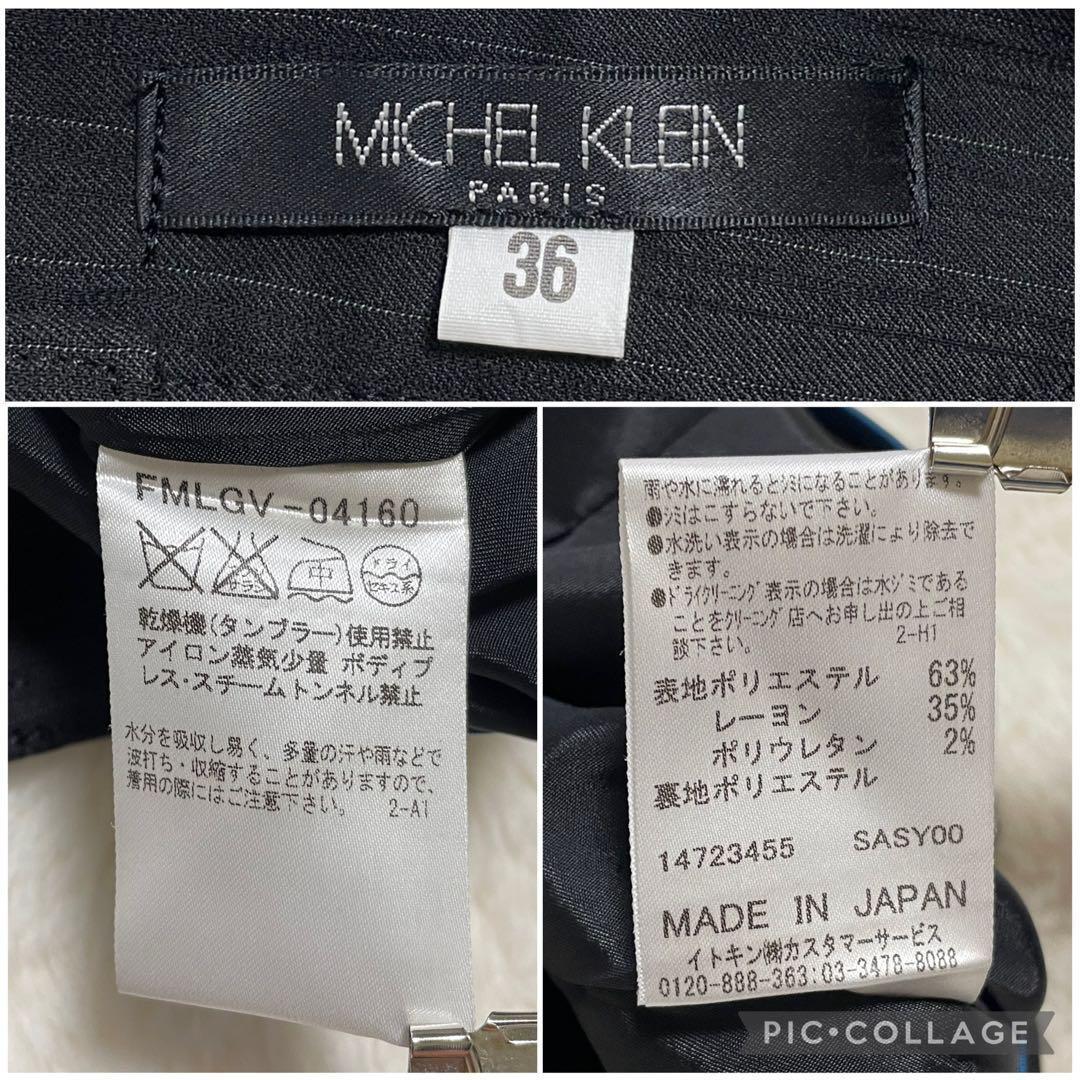 MICHEL KLEIN
PARIS
36
FMLGV-04160
エンソ
サラシ
中
ドライ
セキユ系
乾燥機(タンブラー)使用禁止
アイロン蒸気少量 ボディプ
レス・スチームトンネル禁止
水分を吸収し易く、多量の汗や雨などで
波打ち・収縮することがありますので、
着用の際にはご注意下さい。 2-A1
雨や水に濡れるとシミになることがあります。
●シミはこすらないで下さい。
●水洗い表示の場合は洗濯により除去で
きます。
●ドライクリーニング表示の場合は水ジミである
ことをクリーニング店へお申し出の上ご相
談下さい。 2-H1
表地ポリエステル 63%
レーヨン 35%
ポリウレタン 2%
裏地ポリエステル
14723455 SASY00
MADE IN JAPAN
イトキン㈱カスタマーサービス
0120-888-363:03-3478-8088
PIC•COLLAGE